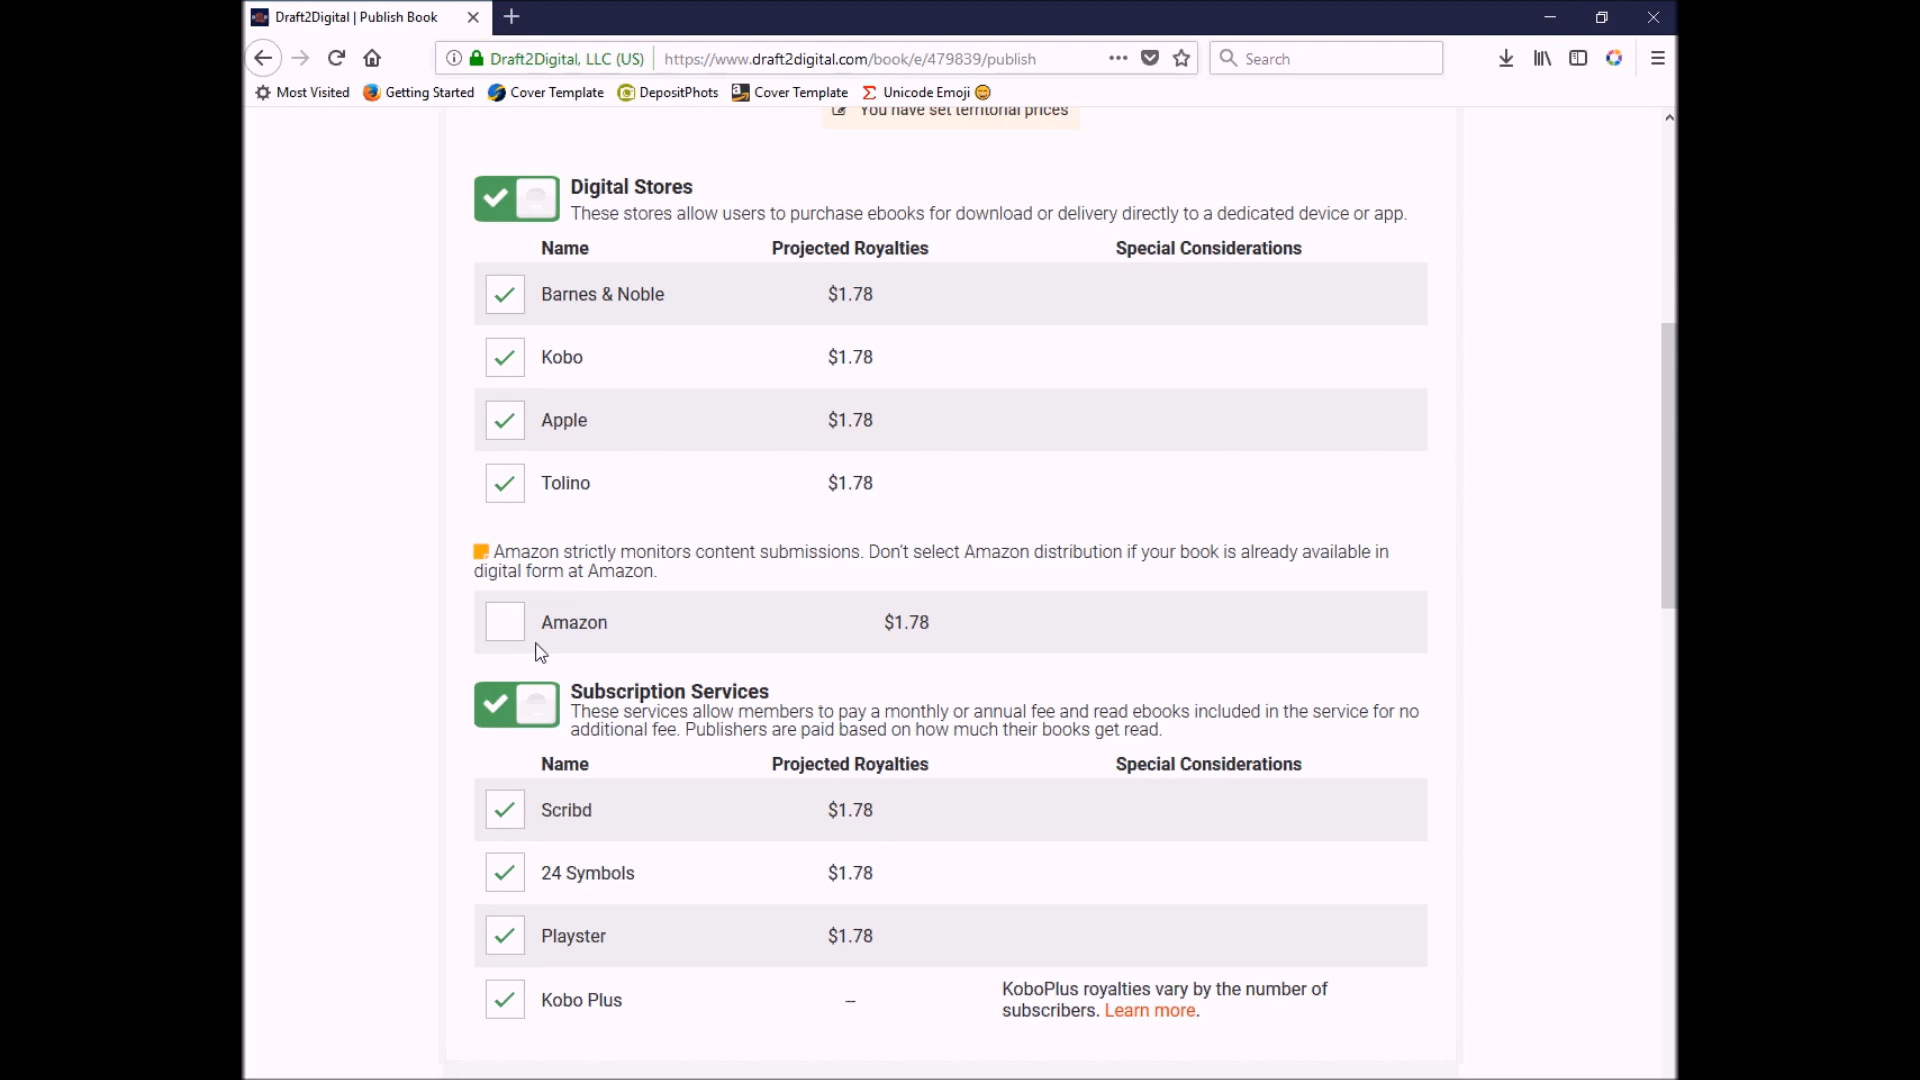 Draft2Digital | Publish Book
Draft2Digital, LLC (US)
https://www.draft2digital.com/book/e/479839/publish
Search
Most Visited
Getting Started
Cover Template
DepositPhots
Cover Template
Unicode Emoji 😄
You have set territorial prices
Digital Stores
These stores allow users to purchase ebooks for download or delivery directly to a dedicated device or app.
Name Projected Royalties Special Considerations
Barnes & Noble $1.78
Kobo $1.78
Apple $1.78
Tolino $1.78
Amazon strictly monitors content submissions. Don't select Amazon distribution if your book is already available in
digital form at Amazon.
Amazon $1.78
Subscription Services
These services allow members to pay a monthly or annual fee and read ebooks included in the service for no
additional fee. Publishers are paid based on how much their books get read.
Name Projected Royalties Special Considerations
Scribd $1.78
24 Symbols $1.78
Playster $1.78
Kobo Plus –
KoboPlus royalties vary by the number of
subscribers. Learn more.